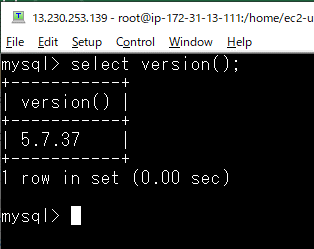 13.230.253.139 - root@ip-172-31-13-111:/home/ec2-u
File Edit Setup Control Window Help
mysql> select version();
+-----------+
| version() |
+-----------+
| 5.7.37    |
+-----------+
1 row in set (0.00 sec)
mysql>